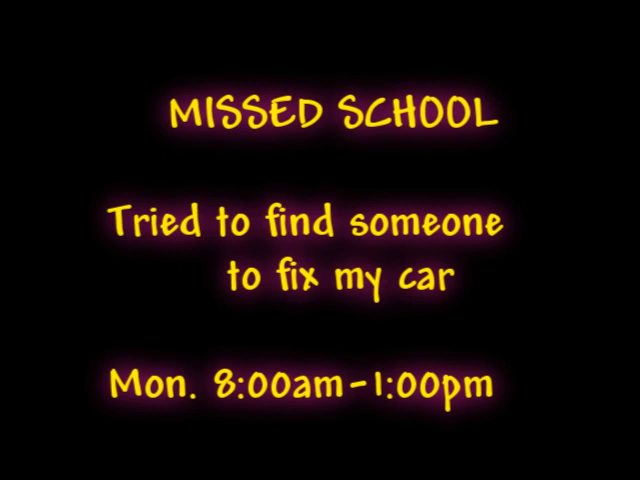 MISSED SCHOOL
Tried to find someone
to fix my car
Mon. 8:00am-1:00pm